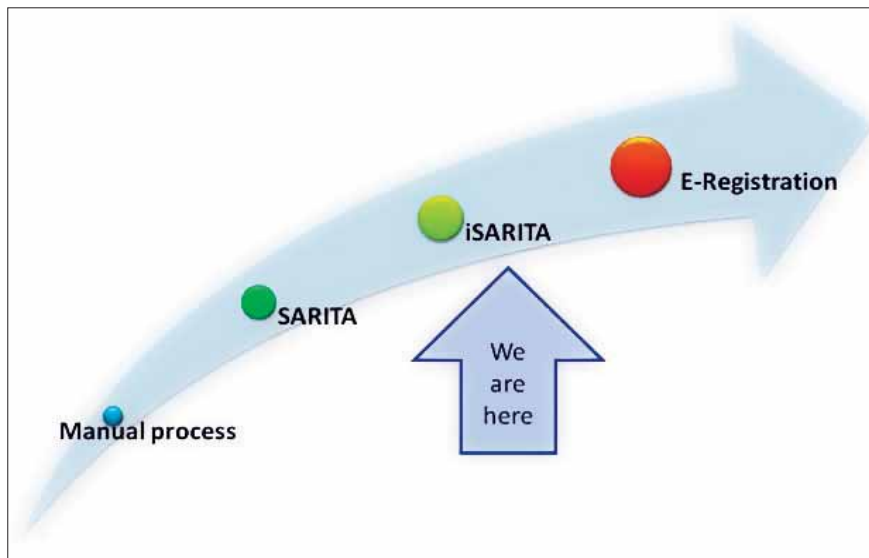 E-Registration
iSARITA
SARITA
We
are
here
Manual process